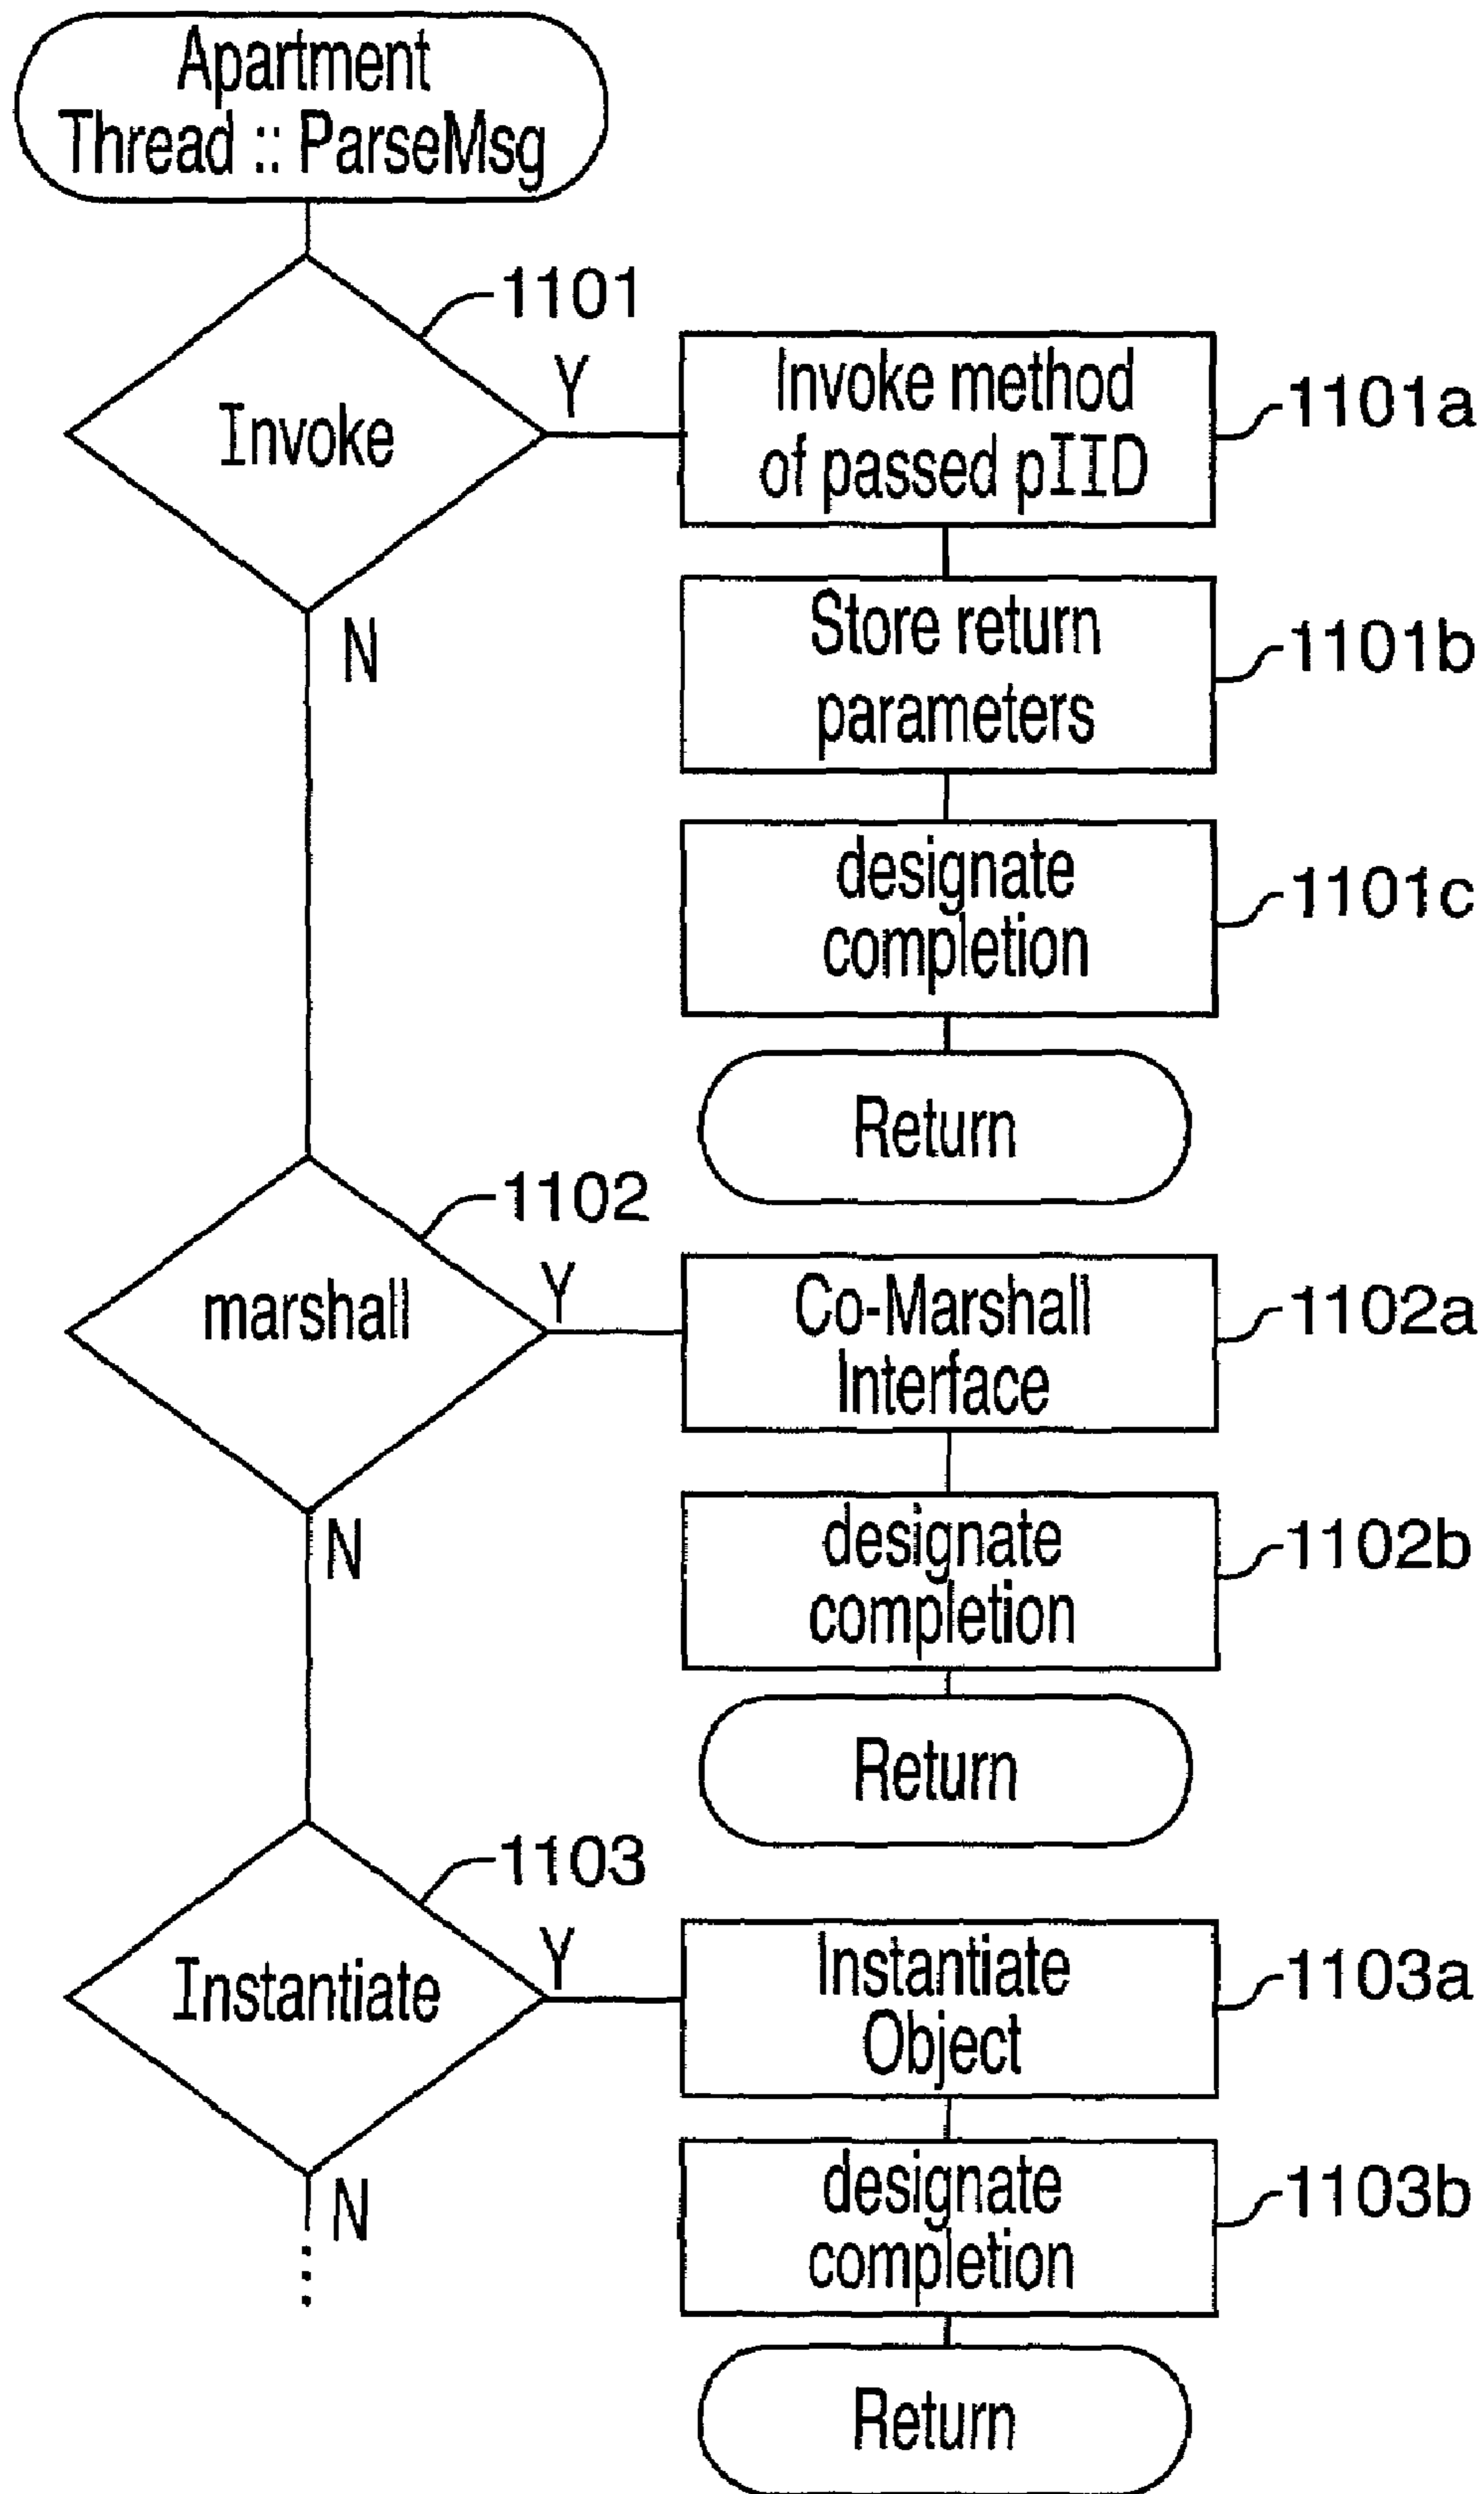 Apartment
Thread :: ParseMsg
1101
Invoke
Y
N
Invoke method
of passed pIID
1101a
Store return
parameters
1101b
designate
completion
1101c
Return
1102
marshall
Y
N
Co-Marshall
Interface
1102a
designate
completion
1102b
Return
1103
Instantiate
Y
N
Instantiate
Object
1103a
designate
completion
1103b
Return